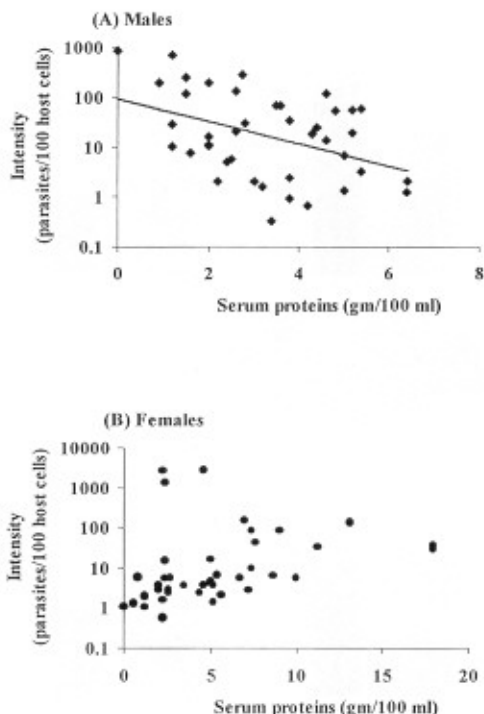 (A) Males
Intensity
(parasites/100 host cells)
1000
100
10
1
0.1
0
2
4
6
8
Serum proteins (gm/100 ml)
(B) Females
Intensity
(parasites/100 host cells)
10000
1000
100
10
1
0.1
0
5
10
15
20
Serum proteins (gm/100 ml)